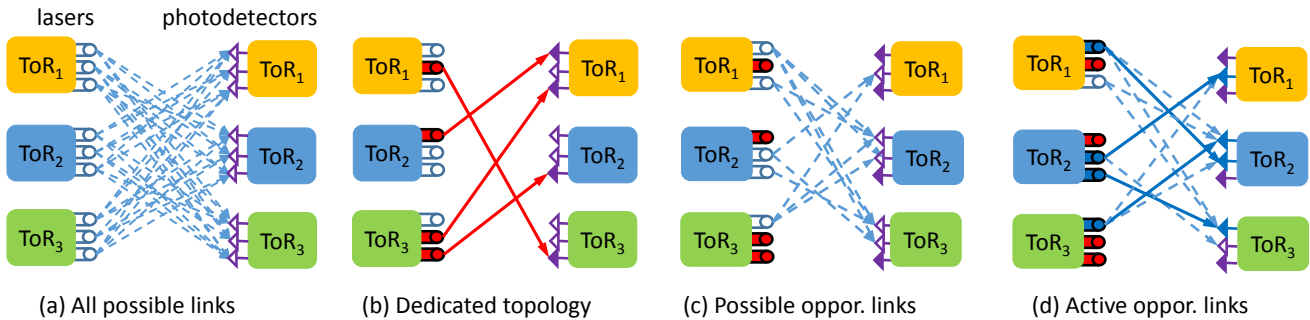 lasers photodetectors
ToR1 ToR1 ToR1 ToR1 ToR1 ToR1 ToR1 ToR1
ToR2 ToR2 ToR2 ToR2 ToR2 ToR2 ToR2 ToR2
ToR3 ToR3 ToR3 ToR3 ToR3 ToR3 ToR3 ToR3
(a) All possible links (b) Dedicated topology (c) Possible oppor. links (d) Active oppor. links